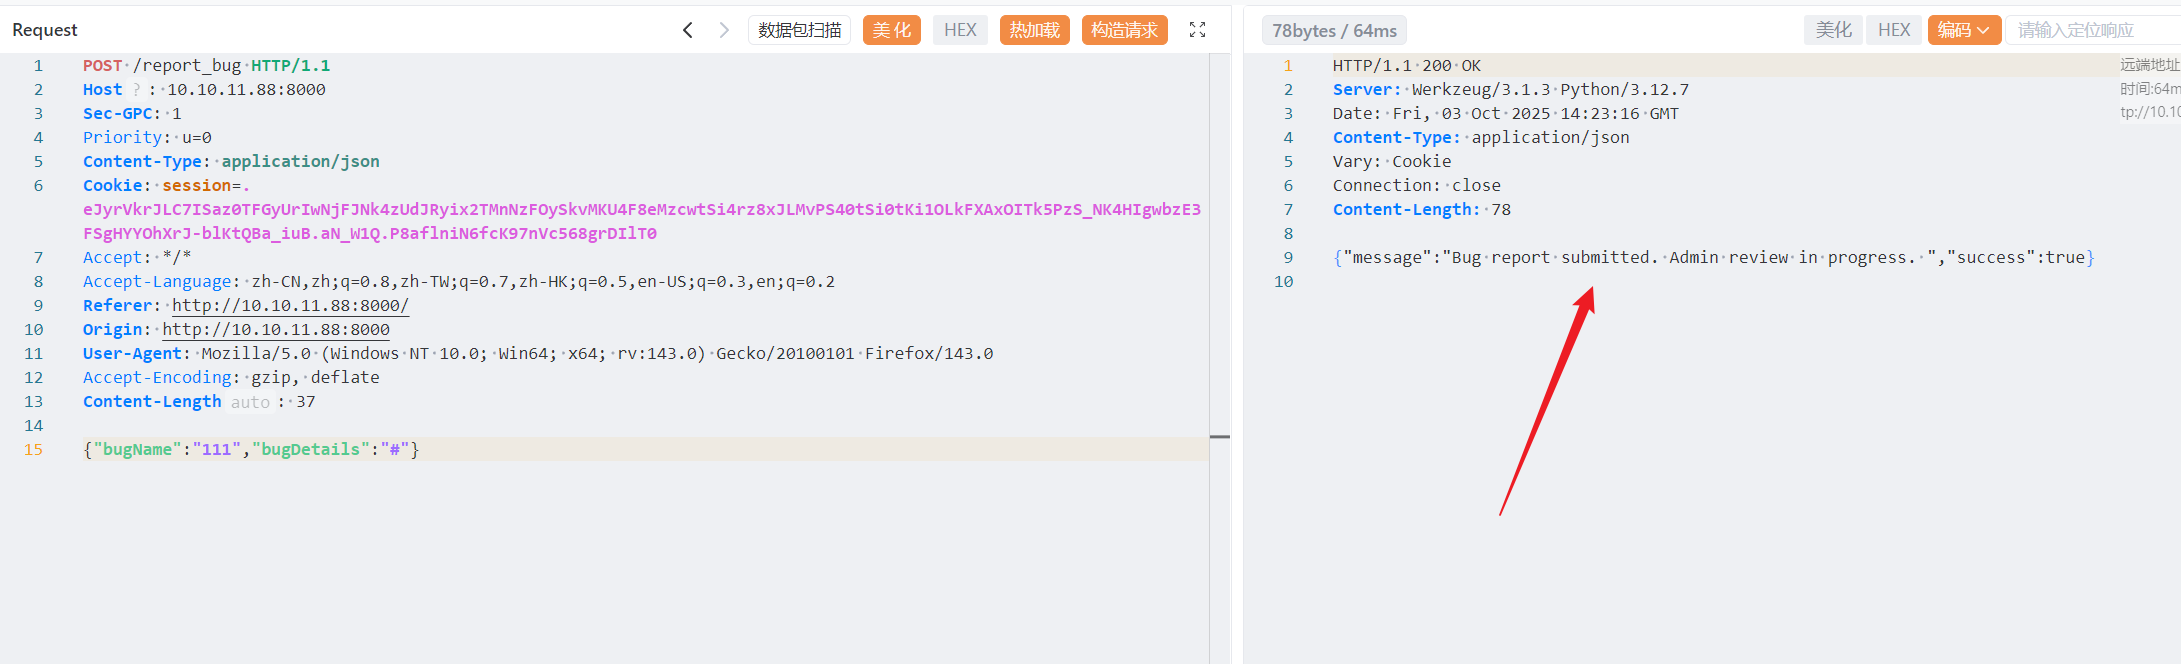 Request
数据包扫描
美化
HEX
热加载
构造请求
1 POST /report_bug HTTP/1.1
2 Host ? : 10.10.11.88:8000
3 Sec-GPC: 1
4 Priority: u=0
5 Content-Type: application/json
6 Cookie: session=.
eJyrVkrJLC7ISaz0TFGyUrIwNjFJNk4zUdJRyix2TMnNzFOySkvMKU4F8eMzcwtSi4rz8xJLMvPS40tSi0tKi1OLkFXAxOITk5PzS_NK4HIgwbzE3
FSgHYYOhXrJ-blKtQBa_iuB.aN_W1Q.P8aflniN6fcK97nVc568grDIlT0
7 Accept: */*
8 Accept-Language: zh-CN,zh;q=0.8,zh-TW;q=0.7,zh-HK;q=0.5,en-US;q=0.3,en;q=0.2
9 Referer: http://10.10.11.88:8000/
10 Origin: http://10.10.11.88:8000
11 User-Agent: Mozilla/5.0 (Windows NT 10.0; Win64; x64; rv:143.0) Gecko/20100101 Firefox/143.0
12 Accept-Encoding: gzip, deflate
13 Content-Length auto : 37
14
15 {"bugName":"111","bugDetails":"#"}
78bytes / 64ms
美化
HEX
编码
请输入定位响应
1 HTTP/1.1 200 OK
2 Server: Werkzeug/3.1.3 Python/3.12.7
3 Date: Fri, 03 Oct 2025 14:23:16 GMT
4 Content-Type: application/json
5 Vary: Cookie
6 Connection: close
7 Content-Length: 78
8
9 {"message":"Bug report submitted. Admin review in progress. ","success":true}
10
远端地址
时间:64m
tp://10.10